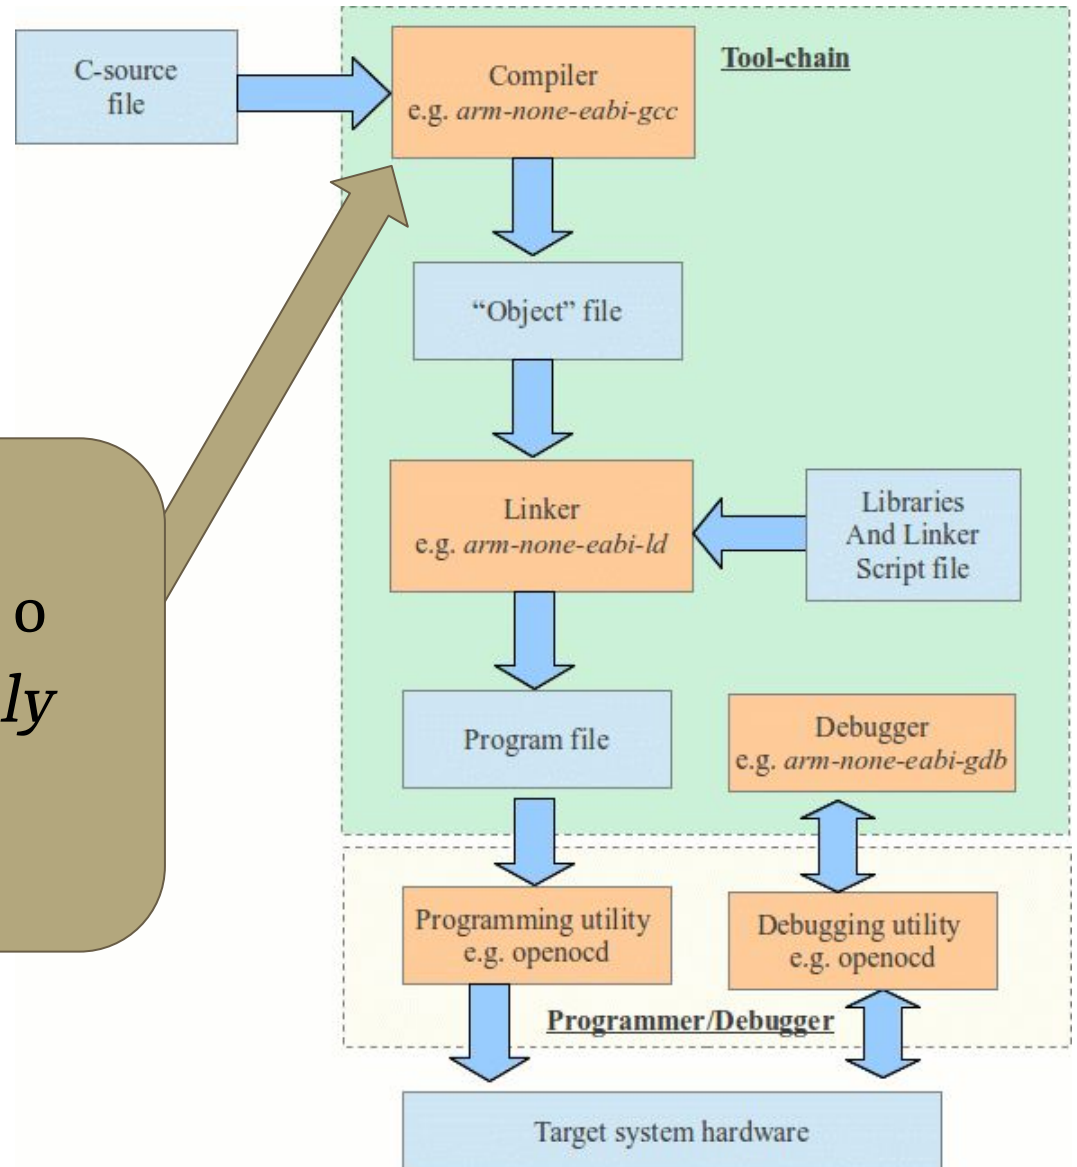 C-source
file
Compiler
e.g. arm-none-eabi-gcc
Tool-chain
“Object” file
Linker
e.g. arm-none-eabi-ld
Libraries
And Linker
Script file
o
ly
Program file
Debugger
e.g. arm-none-eabi-gdb
Programming utility
e.g. openocd
Debugging utility
e.g. openocd
Programmer/Debugger
Target system hardware